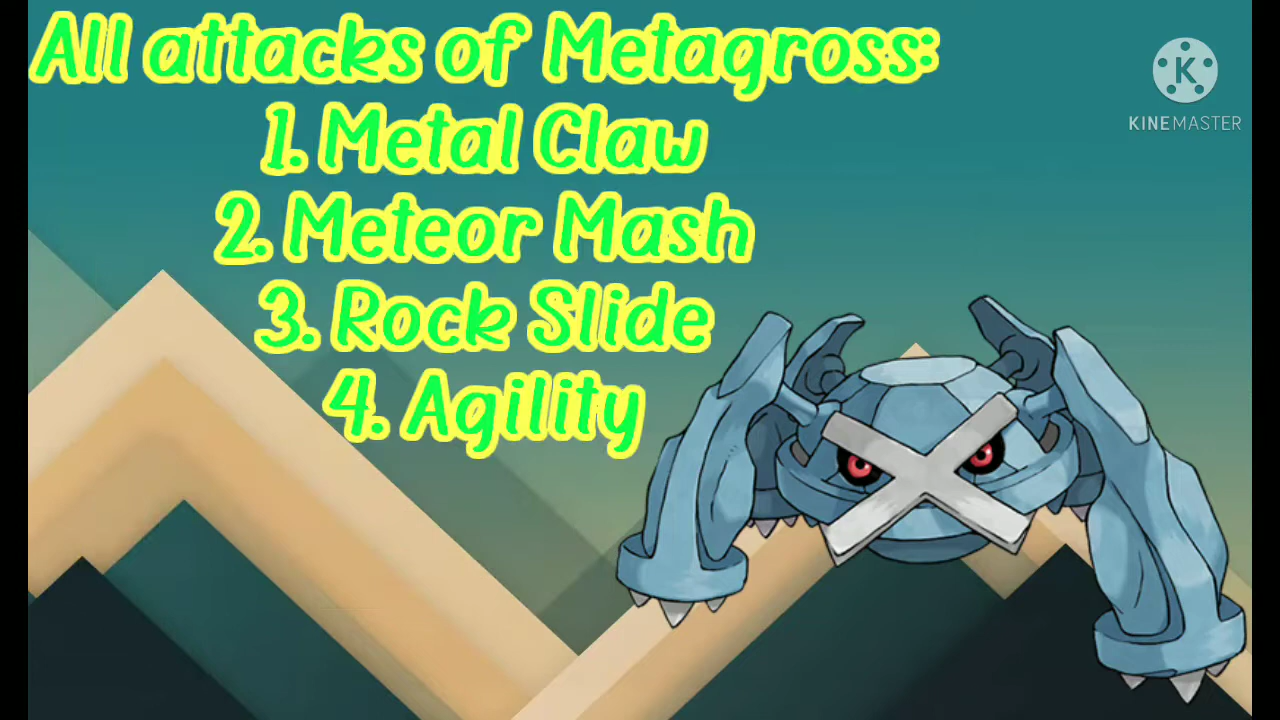 All attacks of Metagross:
1. Metal Claw
2. Meteor Mash
3. Rock Slide
4. Agility
K
KINEMASTER